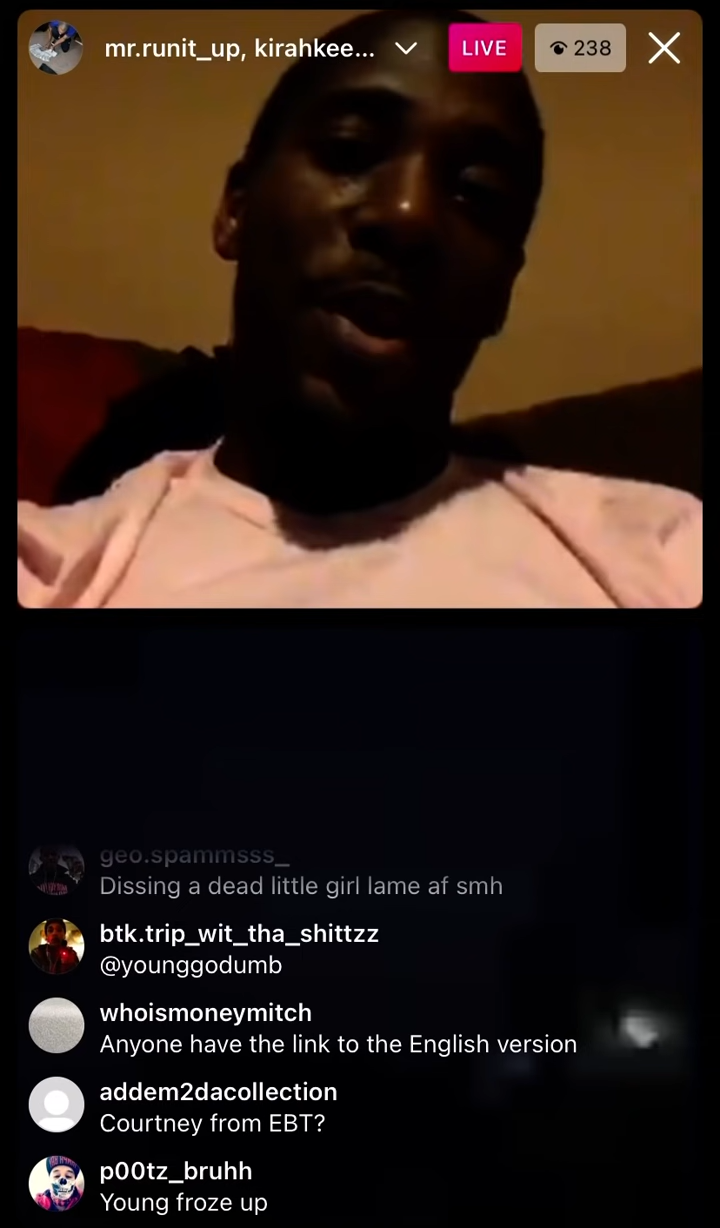 mr.runit_up, kirahkee...
LIVE
238
geo.spammsss_
Dissing a dead little girl lame af smh
btk.trip_wit_tha_shittzz
@younggodumb
whoismoneymitch
Anyone have the link to the English version
addem2dacollection
Courtney from EBT?
p00tz_bruhh
Young froze up